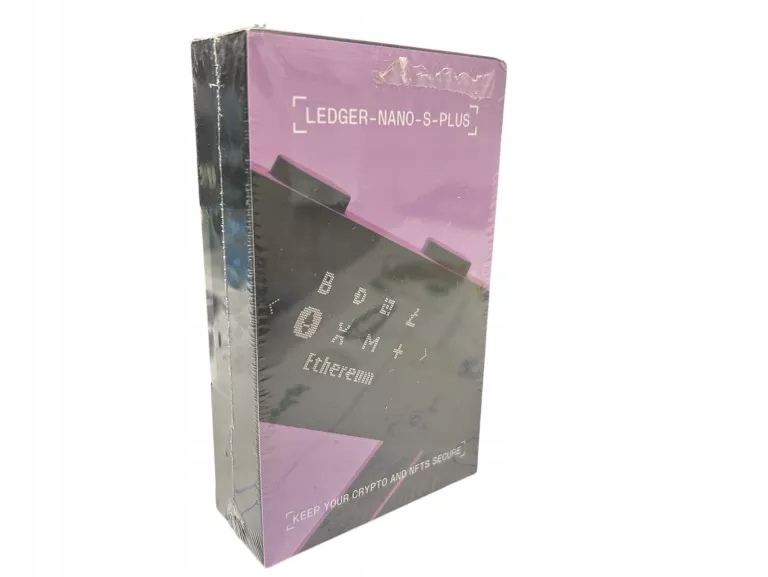 LEDGER-NANO-S-PLUS
Ethereum
KEEP YOUR CRYPTO AND NFTS SECURE